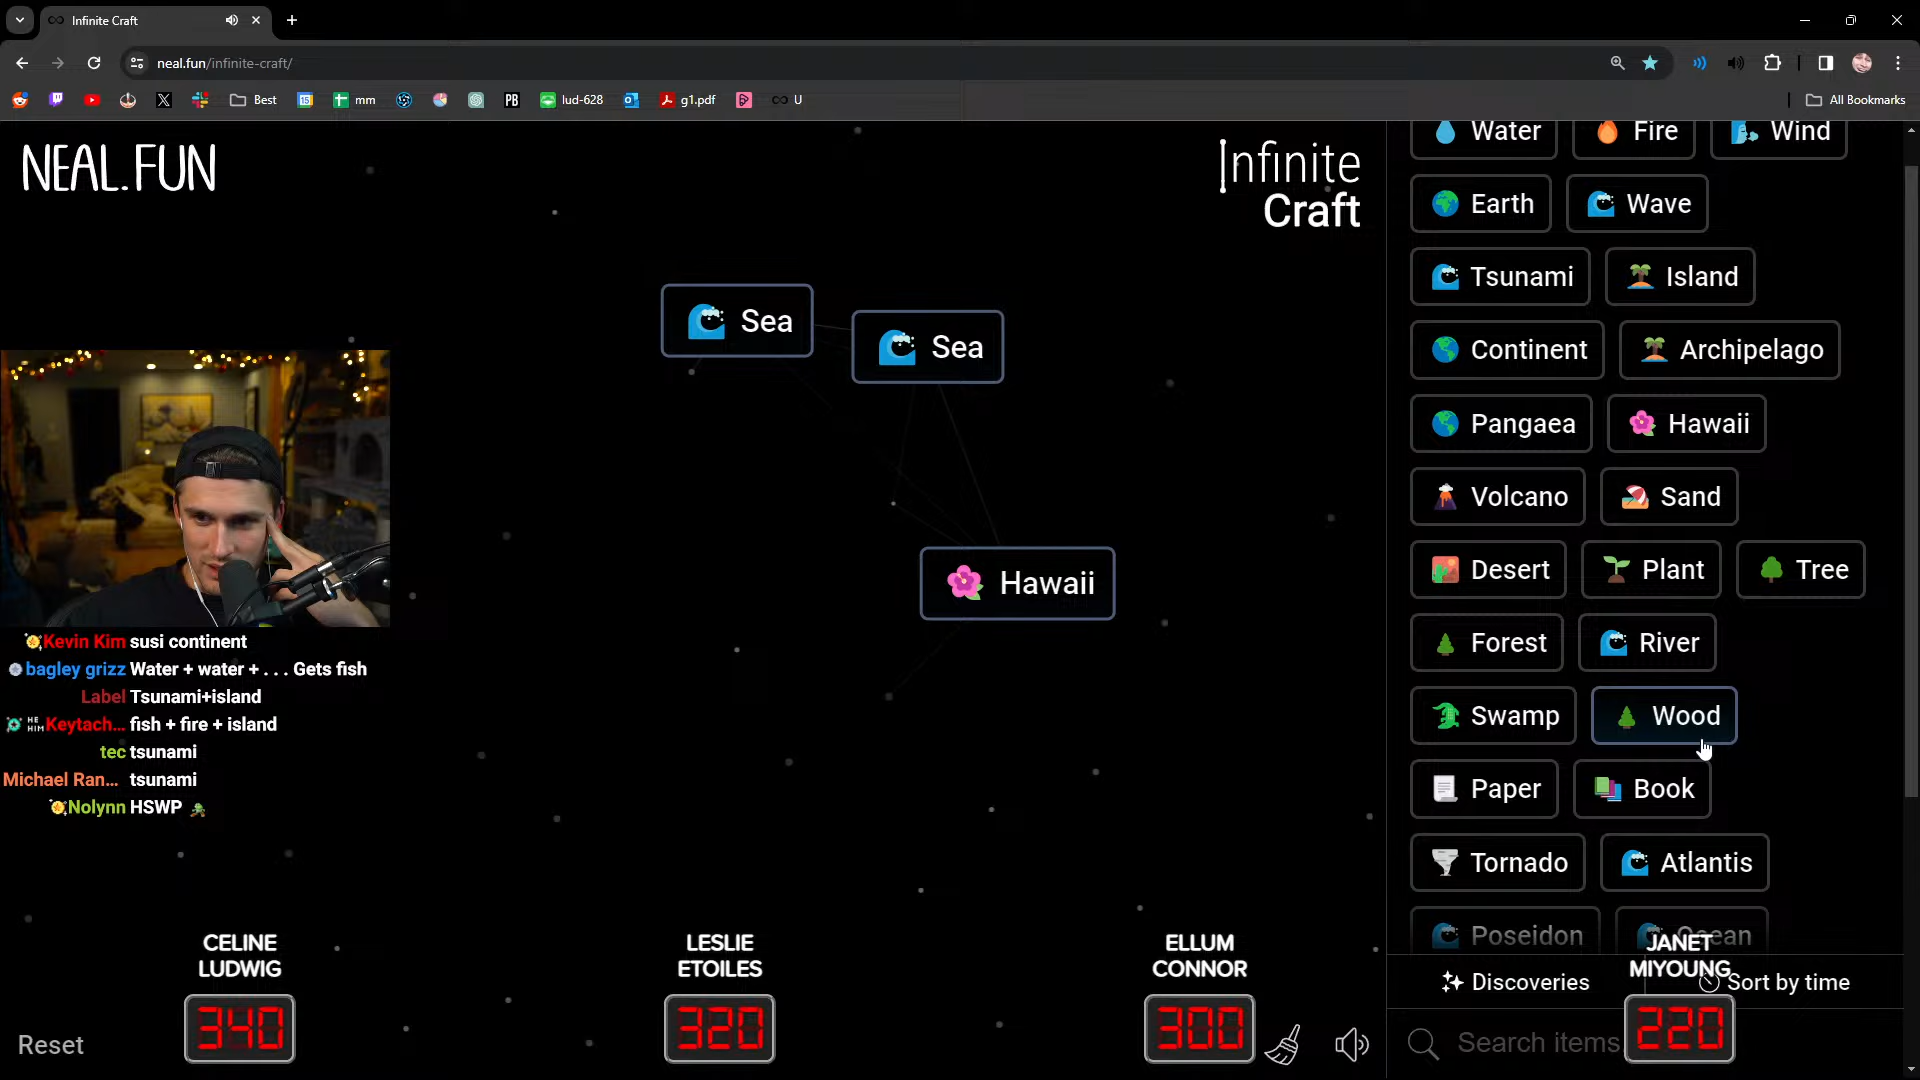 Infinite Craft
neal.fun/infinite-craft/
Best
mm
PB
lud-628
g1.pdf
U
All Bookmarks
NEAL.FUN
Infinite
Craft
Water
Fire
Wind
Earth
Wave
Tsunami
Island
Continent
Archipelago
Pangaea
Hawaii
Volcano
Sand
Desert
Plant
Tree
Forest
River
Swamp
Wood
Paper
Book
Tornado
Atlantis
Poseidon
Ocean
Discoveries
Sort by time
Search items
Sea
Sea
Hawaii
Kevin Kim susi continent
bagley grizz Water + water + . . . Gets fish
Label Tsunami+island
HE HIM Keytach... fish + fire + island
tec tsunami
Michael Ran... tsunami
Nolynn HSWP
CELINE
LUDWIG
340
LESLIE
ETOILES
320
ELLUM
CONNOR
300
JANET
MIYOUNG
220
Reset